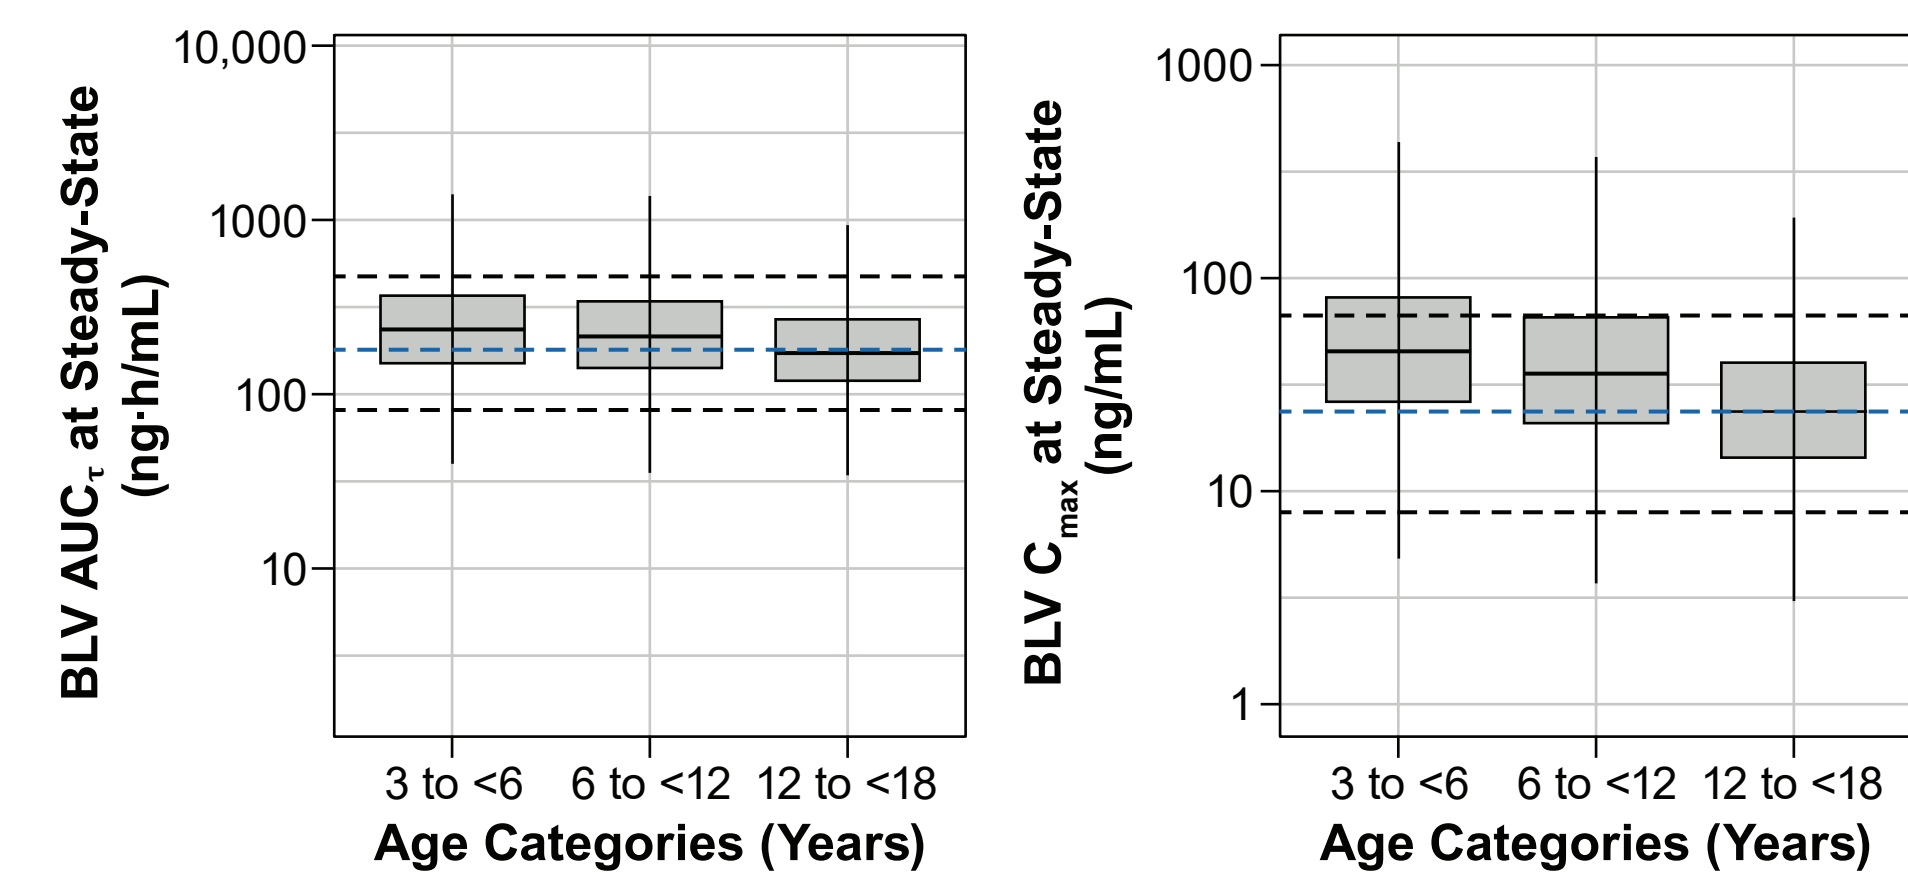 BLV AUCτ at Steady-State
(ng·h/mL)
10,000
1000
100
10
3 to <6
6 to <12
12 to <18
Age Categories (Years)
BLV Cmax at Steady-State
(ng/mL)
1000
100
10
1
3 to <6
6 to <12
12 to <18
Age Categories (Years)